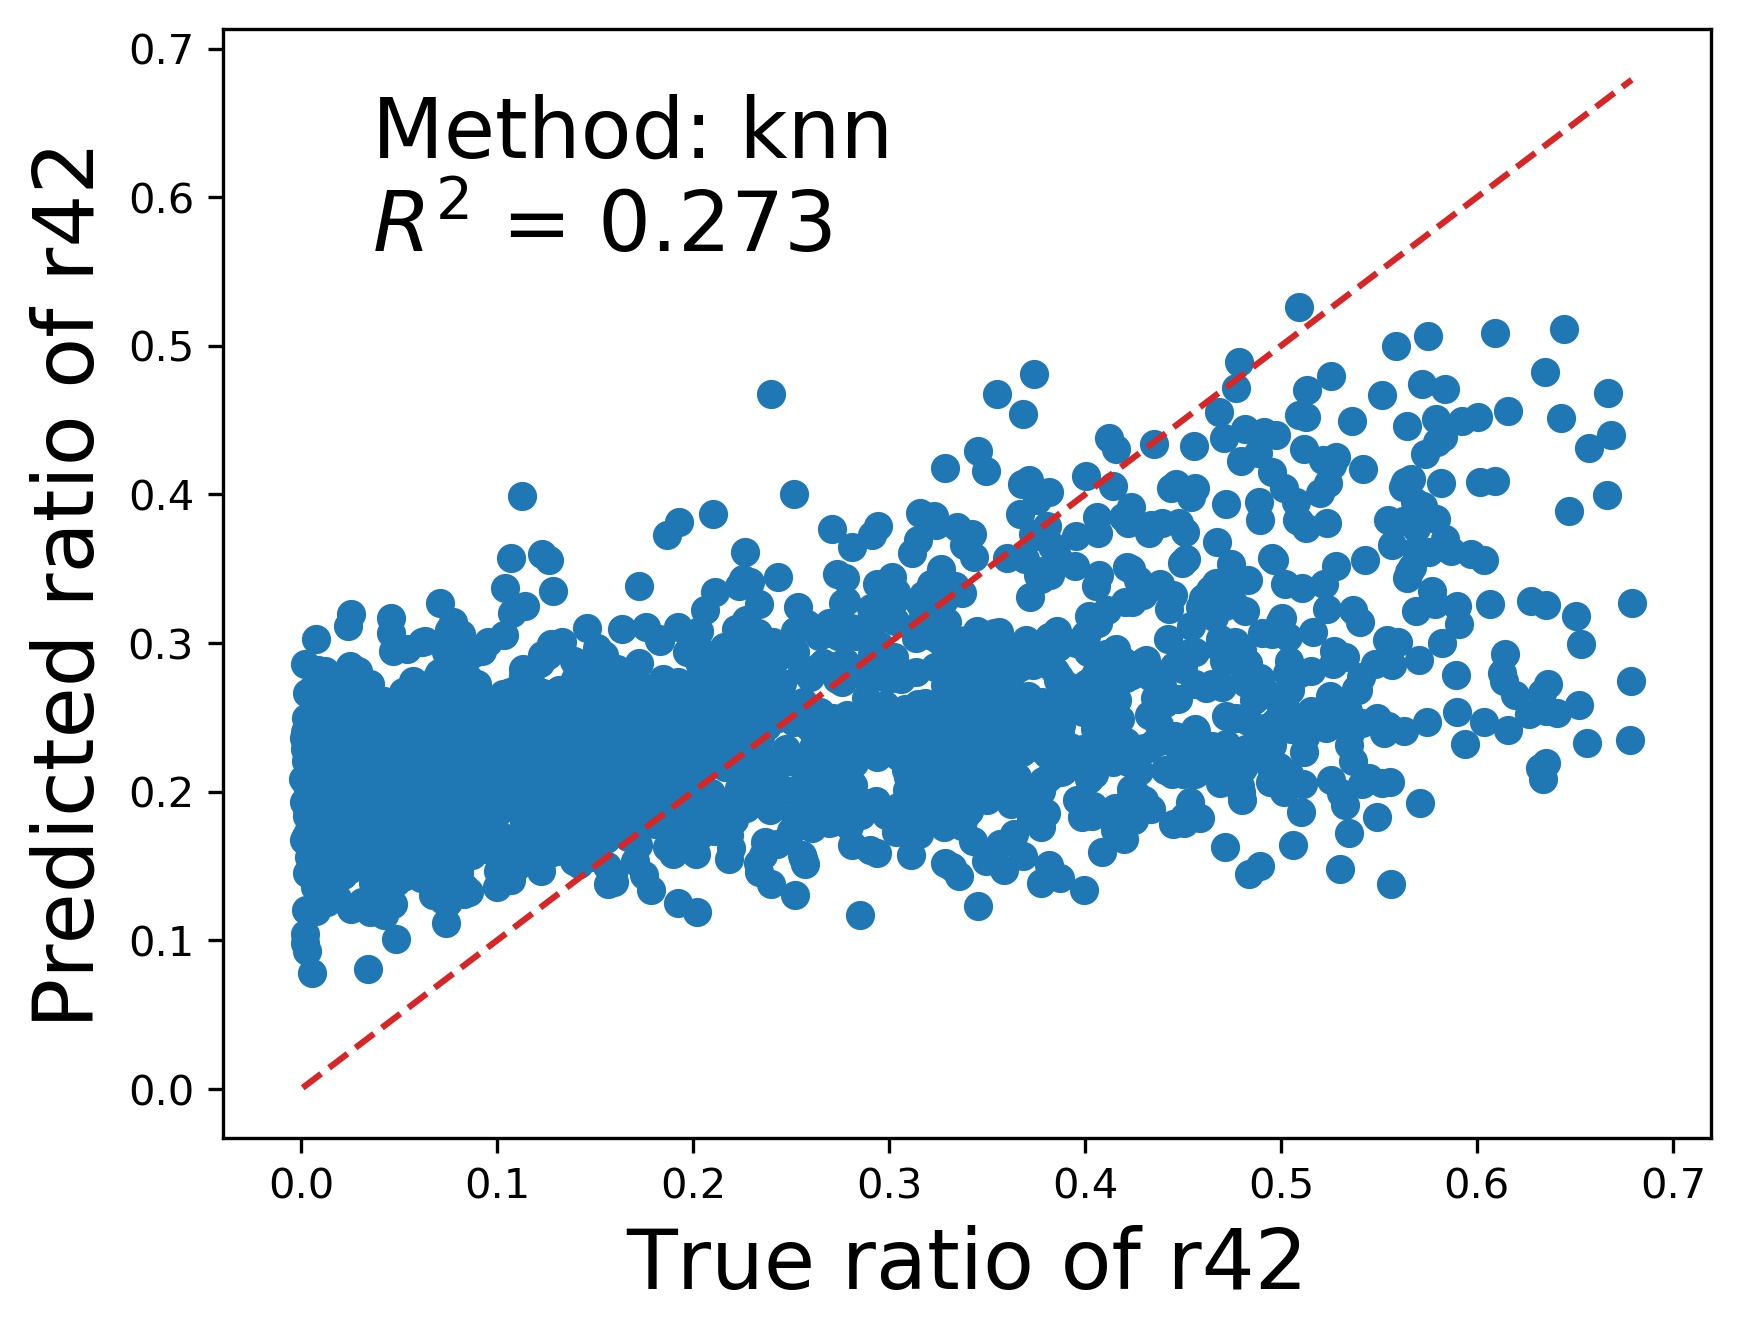 Method: knn
R² = 0.273
Predicted ratio of r42
0.7
0.6
0.5
0.4
0.3
0.2
0.1
0.0
0.0 0.1 0.2 0.3 0.4 0.5 0.6 0.7
True ratio of r42